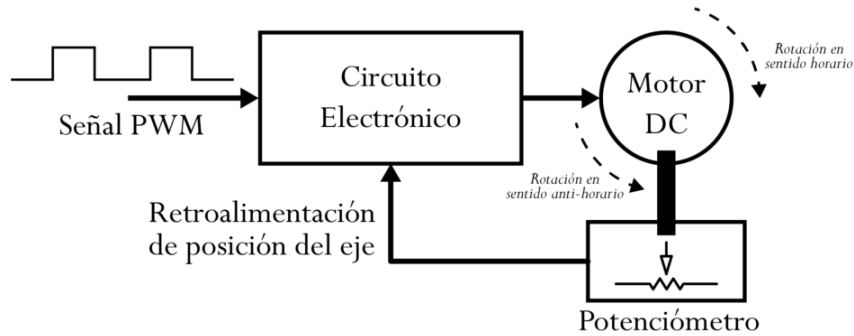 Señal PWM
Circuito
Electrónico
Motor
DC
Rotación en
sentido horario
Rotación en
sentido anti-horario
Retroalimentación
de posición del eje
Potenciómetro